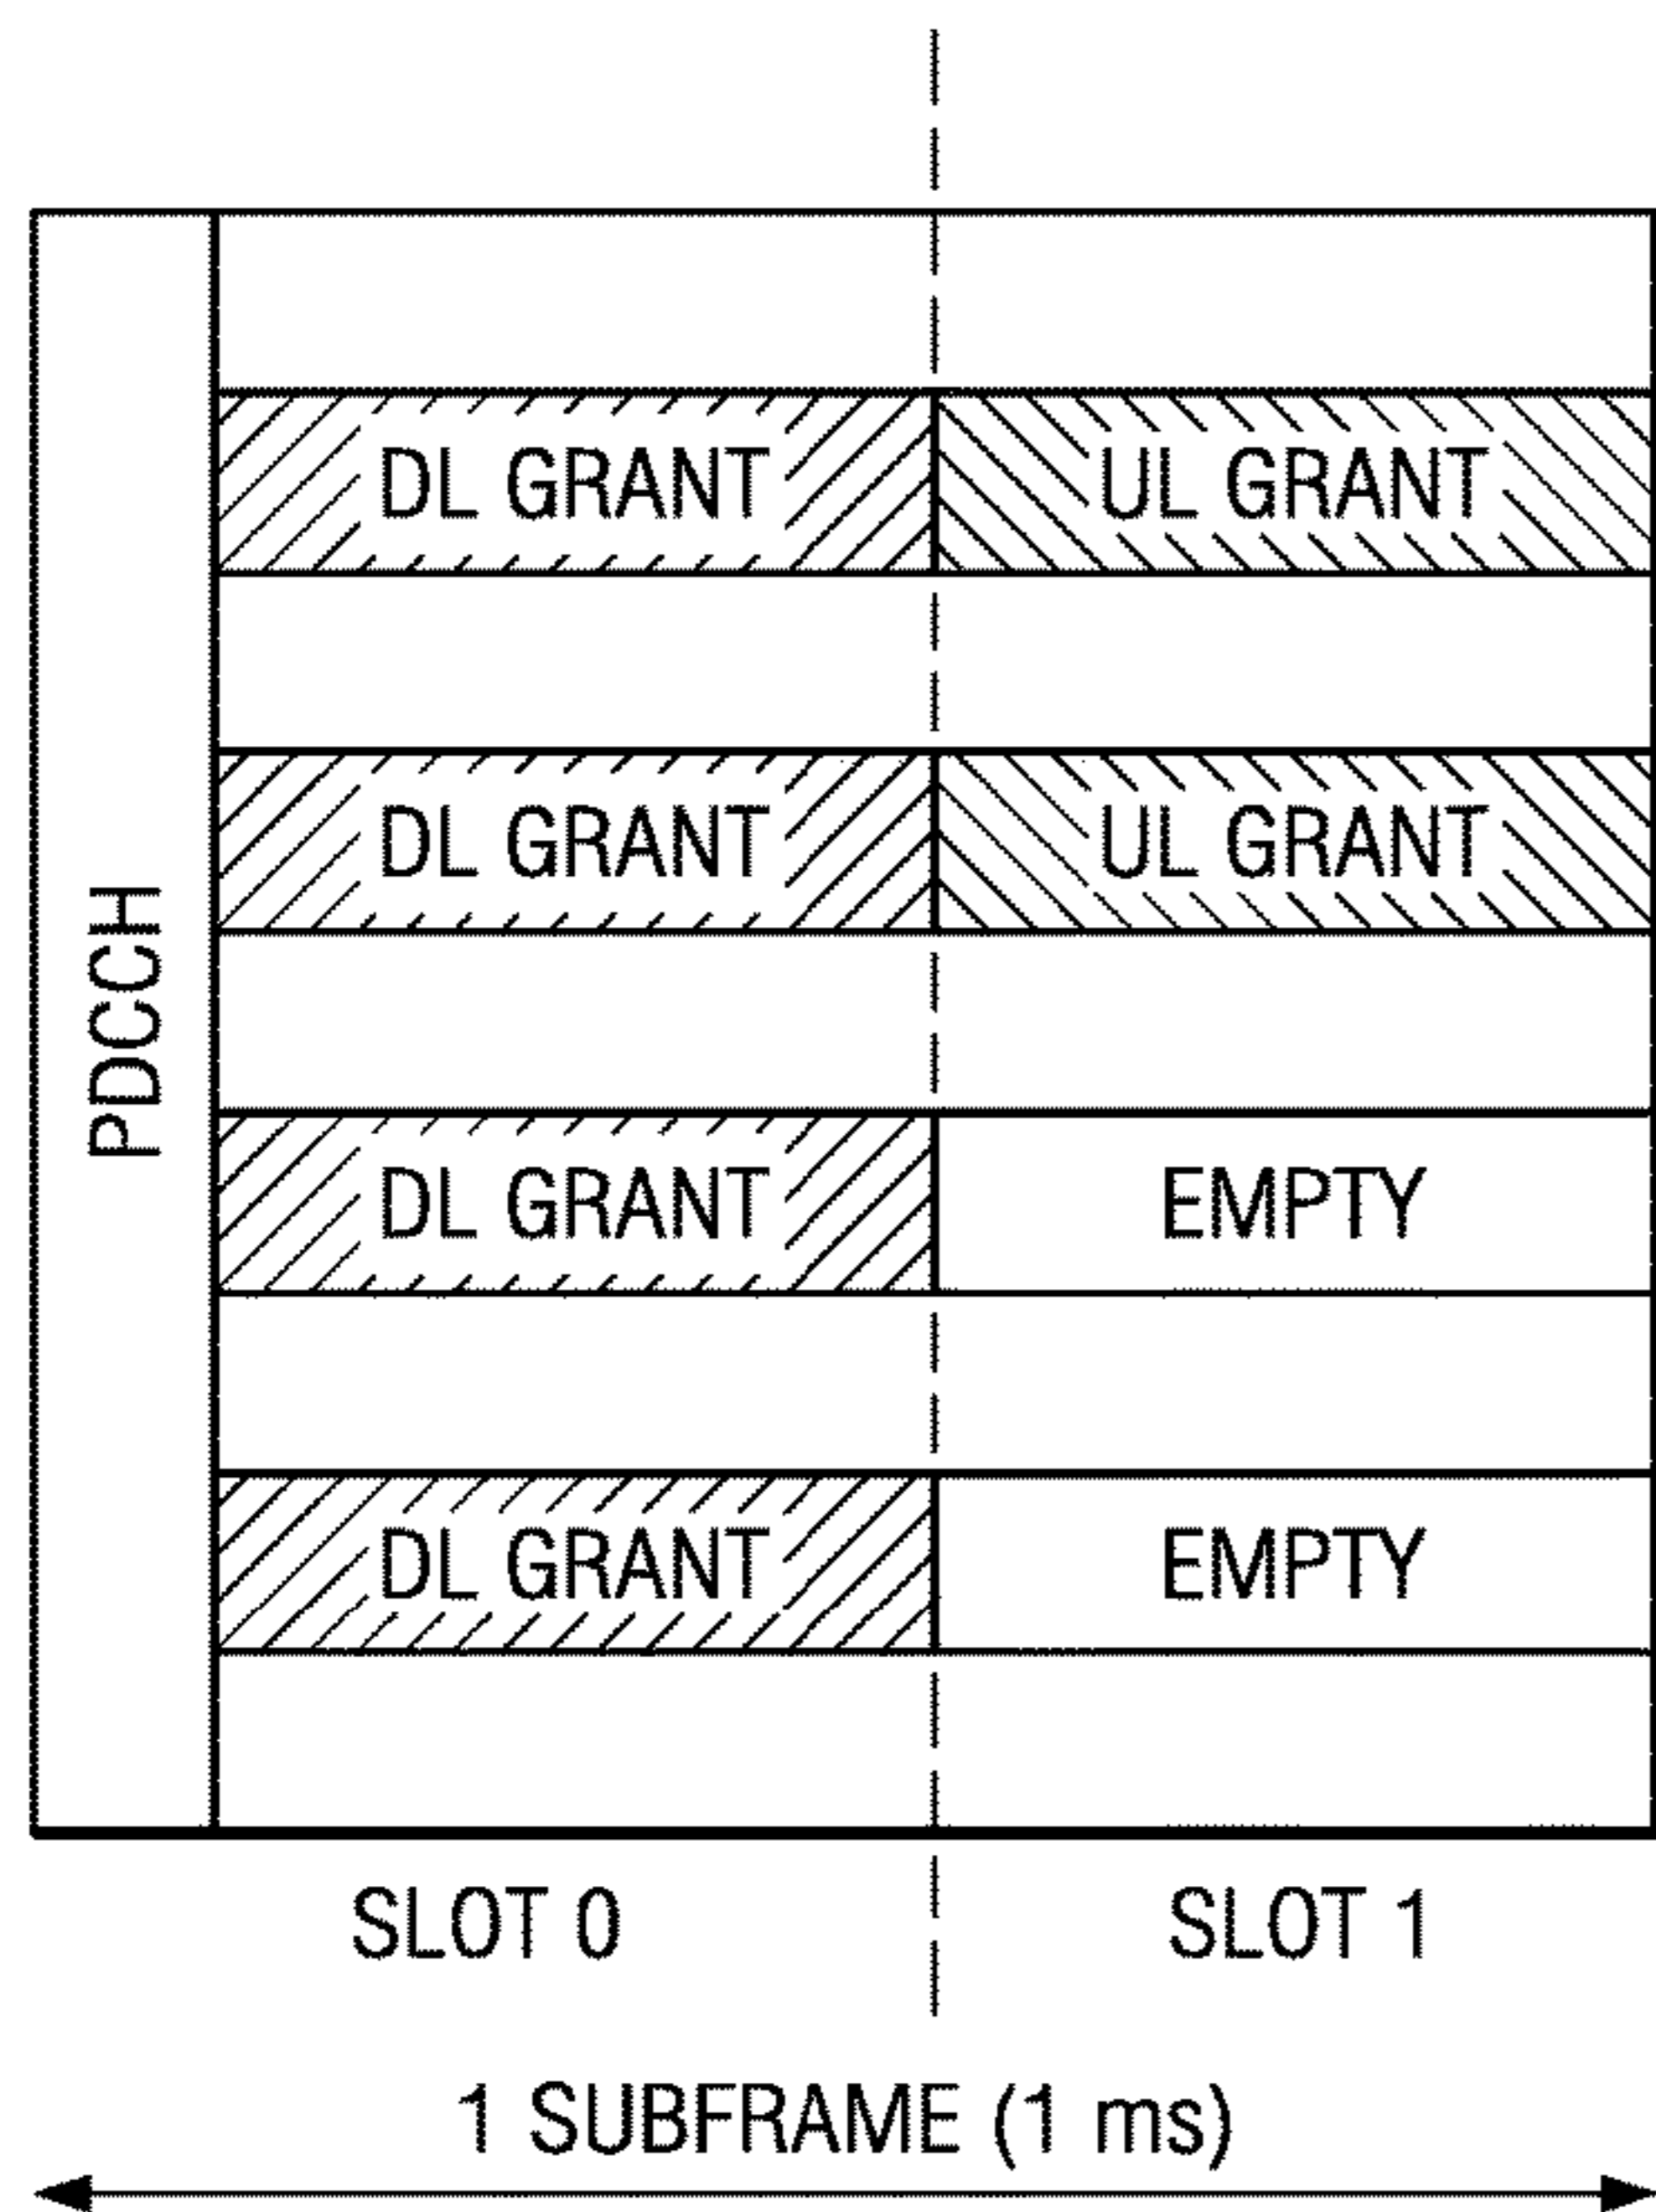 PDCCH
DL GRANT UL GRANT
DL GRANT UL GRANT
DL GRANT EMPTY
DL GRANT EMPTY
SLOT 0 SLOT 1
1 SUBFRAME (1 ms)